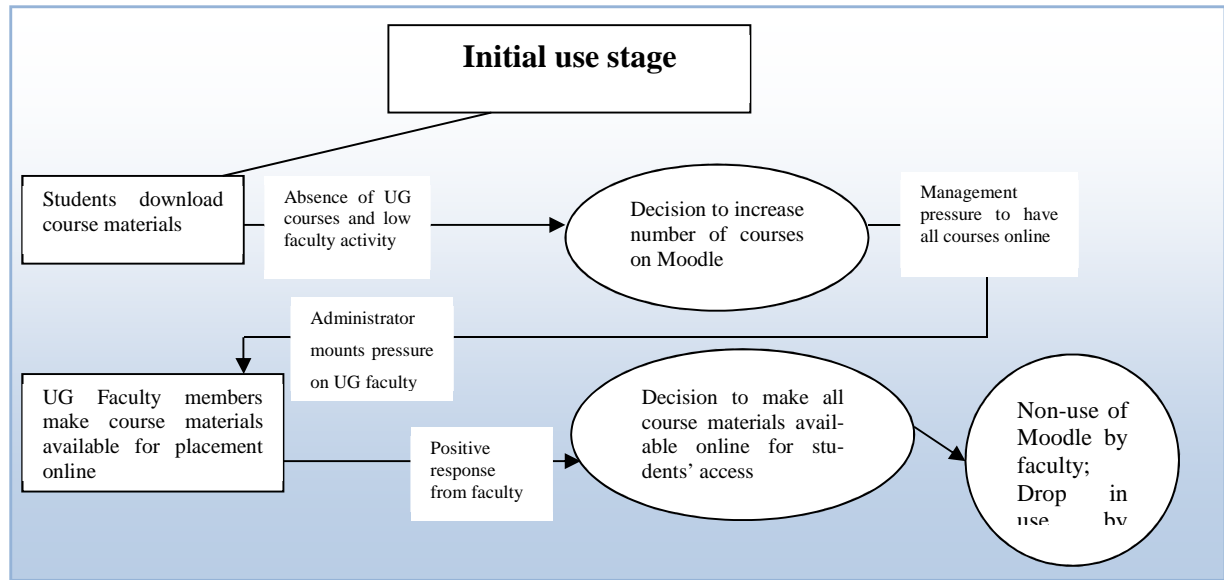 Initial use stage
Students download
course materials
Absence of UG
courses and low
faculty activity
Decision to increase
number of courses
on Moodle
Management
pressure to have
all courses online
Administrator
mounts pressure
on UG faculty
UG Faculty members
make course materials
available for placement
online
Positive
response
from faculty
Decision to make all
course materials avail-
able online for stu-
dents’ access
Non-use of
Moodle by
faculty;
Drop in
use by